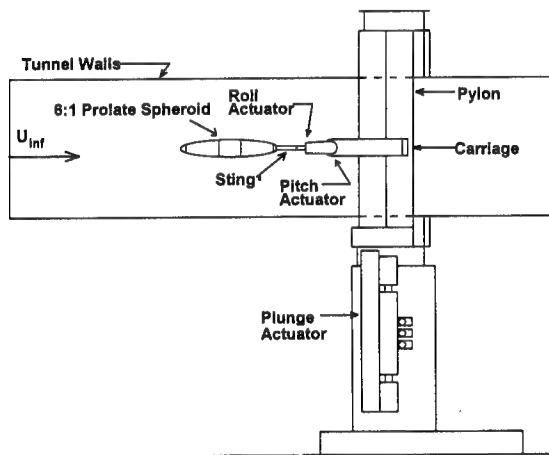 Tunnel Walls
Roll
Actuator
Pylon
6:1 Prolate Spheroid
U inf
Carriage
Sting
Pitch
Actuator
Plunge
Actuator